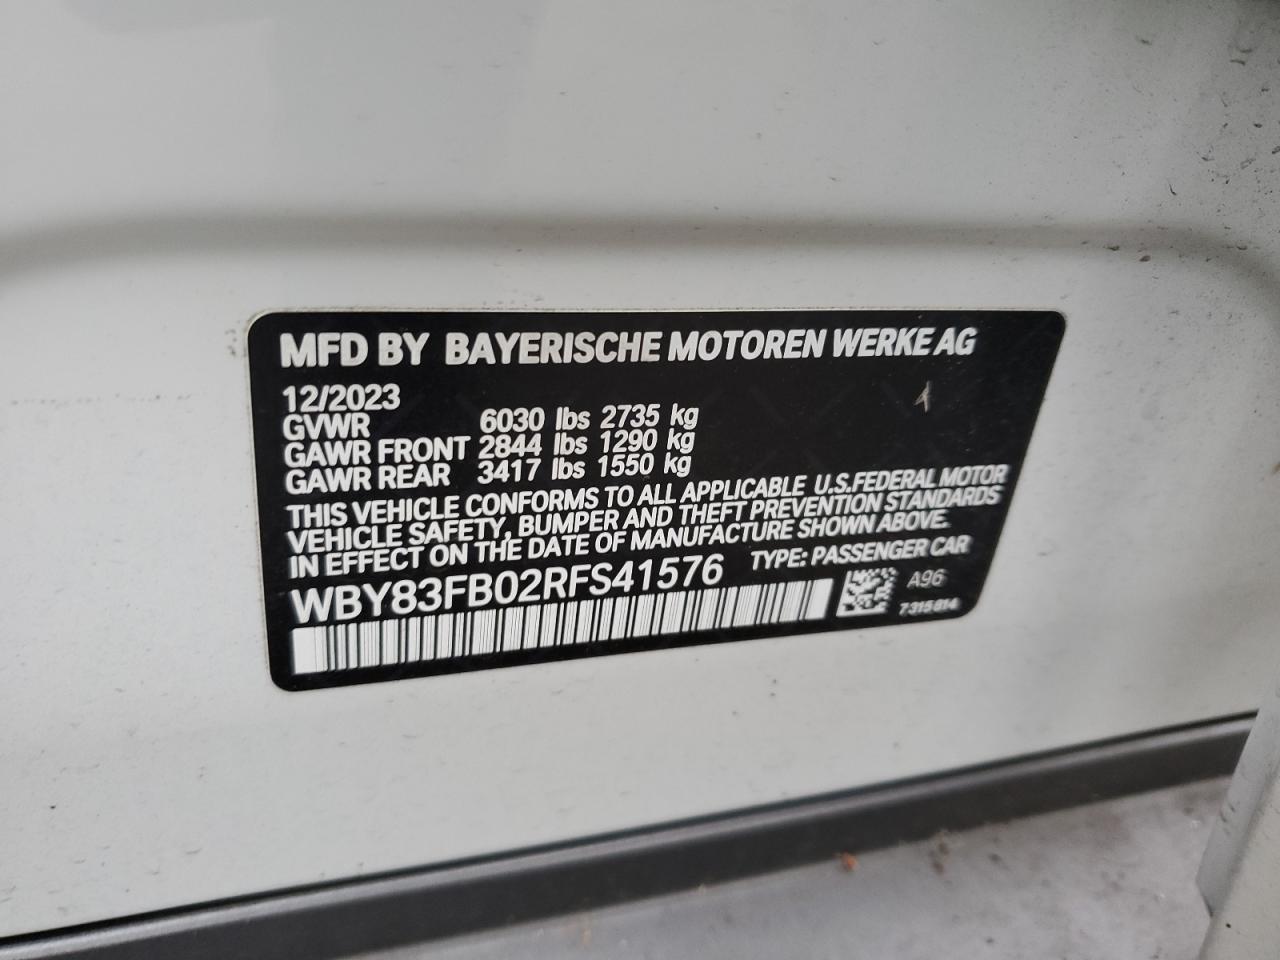 MFD BY BAYERISCHE MOTOREN WERKE AG
12/2023
GVWR 6030 lbs 2735 kg
GAWR FRONT 2844 lbs 1290 kg
GAWR REAR 3417 lbs 1550 kg
THIS VEHICLE CONFORMS TO ALL APPLICABLE U.S.FEDERAL MOTOR
VEHICLE SAFETY, BUMPER AND THEFT PREVENTION STANDARDS
IN EFFECT ON THE DATE OF MANUFACTURE SHOWN ABOVE.
WBY83FB02RFS41576 TYPE: PASSENGER CAR
A96
7315814